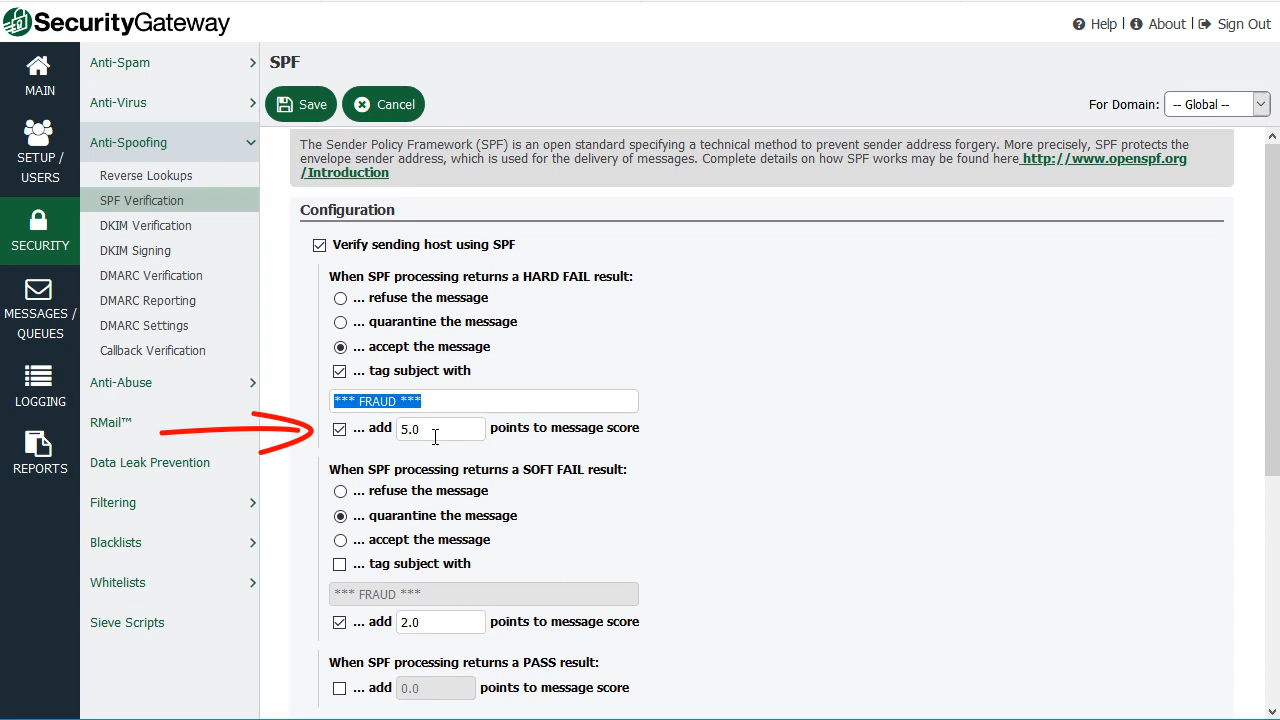 SecurityGateway
Help | About | Sign Out
MAIN
SETUP /
USERS
SECURITY
MESSAGES /
QUEUES
LOGGING
REPORTS
Anti-Spam
Anti-Virus
Anti-Spoofing
Reverse Lookups
SPF Verification
DKIM Verification
DKIM Signing
DMARC Verification
DMARC Reporting
DMARC Settings
Callback Verification
Anti-Abuse
RMail™
Data Leak Prevention
Filtering
Blacklists
Whitelists
Sieve Scripts
SPF
Save Cancel
For Domain: -- Global --
The Sender Policy Framework (SPF) is an open standard specifying a technical method to prevent sender address forgery. More precisely, SPF protects the
envelope sender address, which is used for the delivery of messages. Complete details on how SPF works may be found here http://www.openspf.org
/Introduction
Configuration
Verify sending host using SPF
When SPF processing returns a HARD FAIL result:
... refuse the message
... quarantine the message
... accept the message
... tag subject with
*** FRAUD ***
... add 5.0 points to message score
When SPF processing returns a SOFT FAIL result:
... refuse the message
... quarantine the message
... accept the message
... tag subject with
*** FRAUD ***
... add 2.0 points to message score
When SPF processing returns a PASS result:
... add 0.0 points to message score